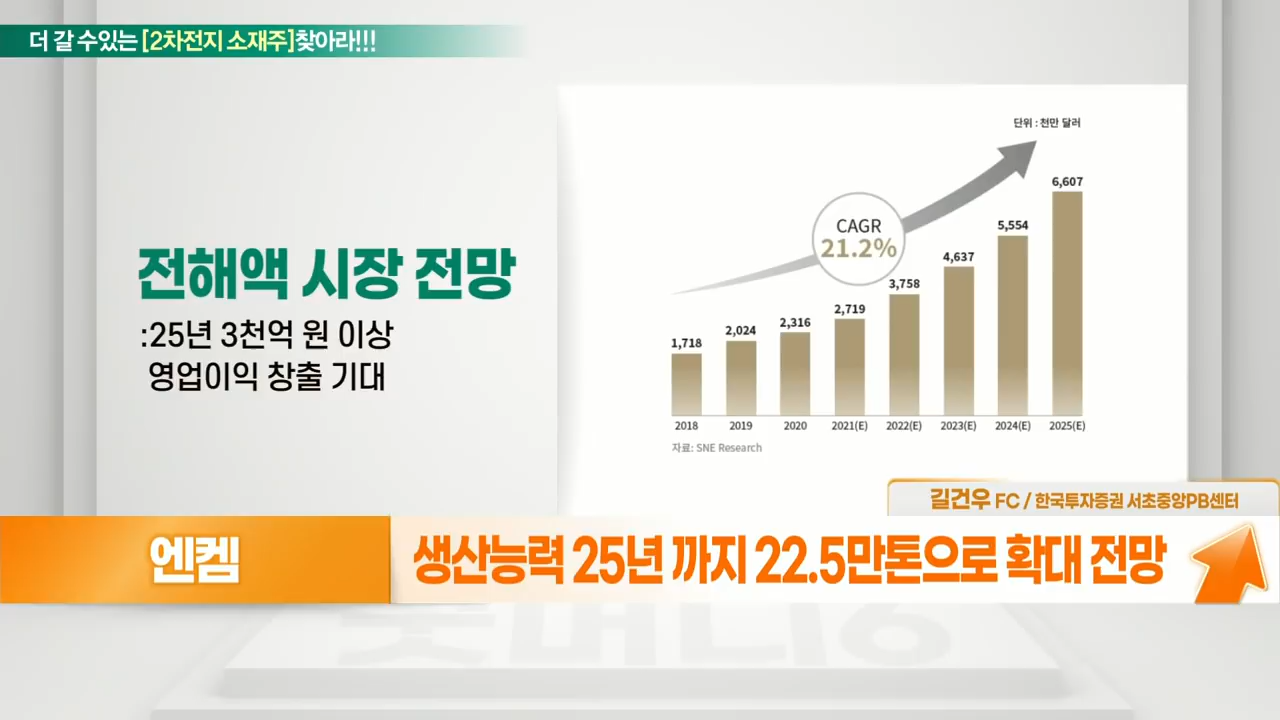 더 갈 수있는 [2차전지 소재주]찾아라!!!
단위 : 천만 달러
전해액 시장 전망
:25년 3천억 원 이상
영업이익 창출 기대
CAGR
21.2%
1,718
2,024
2,316
2,719
3,758
4,637
5,554
6,607
2018
2019
2020
2021(E)
2022(E)
2023(E)
2024(E)
2025(E)
자료: SNE Research
길건우 FC / 한국투자증권 서초중앙PB센터
엔켐
생산능력 25년 까지 22.5만톤으로 확대 전망
굿머니6